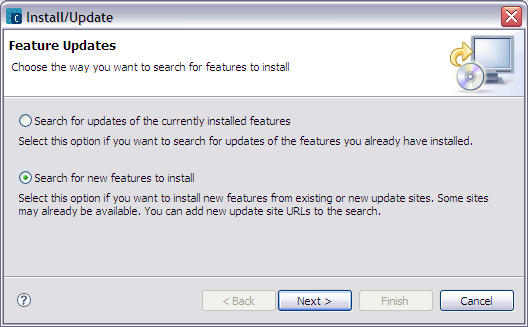 Install/Update
Feature Updates
Choose the way you want to search for features to install
Search for updates of the currently installed features
Select this option if you want to search for updates of the features you already have installed.
Search for new features to install
Select this option if you want to install new features from existing or new update sites. Some sites
may already be available. You can add new update site URLs to the search.
? < Back Next > Finish Cancel